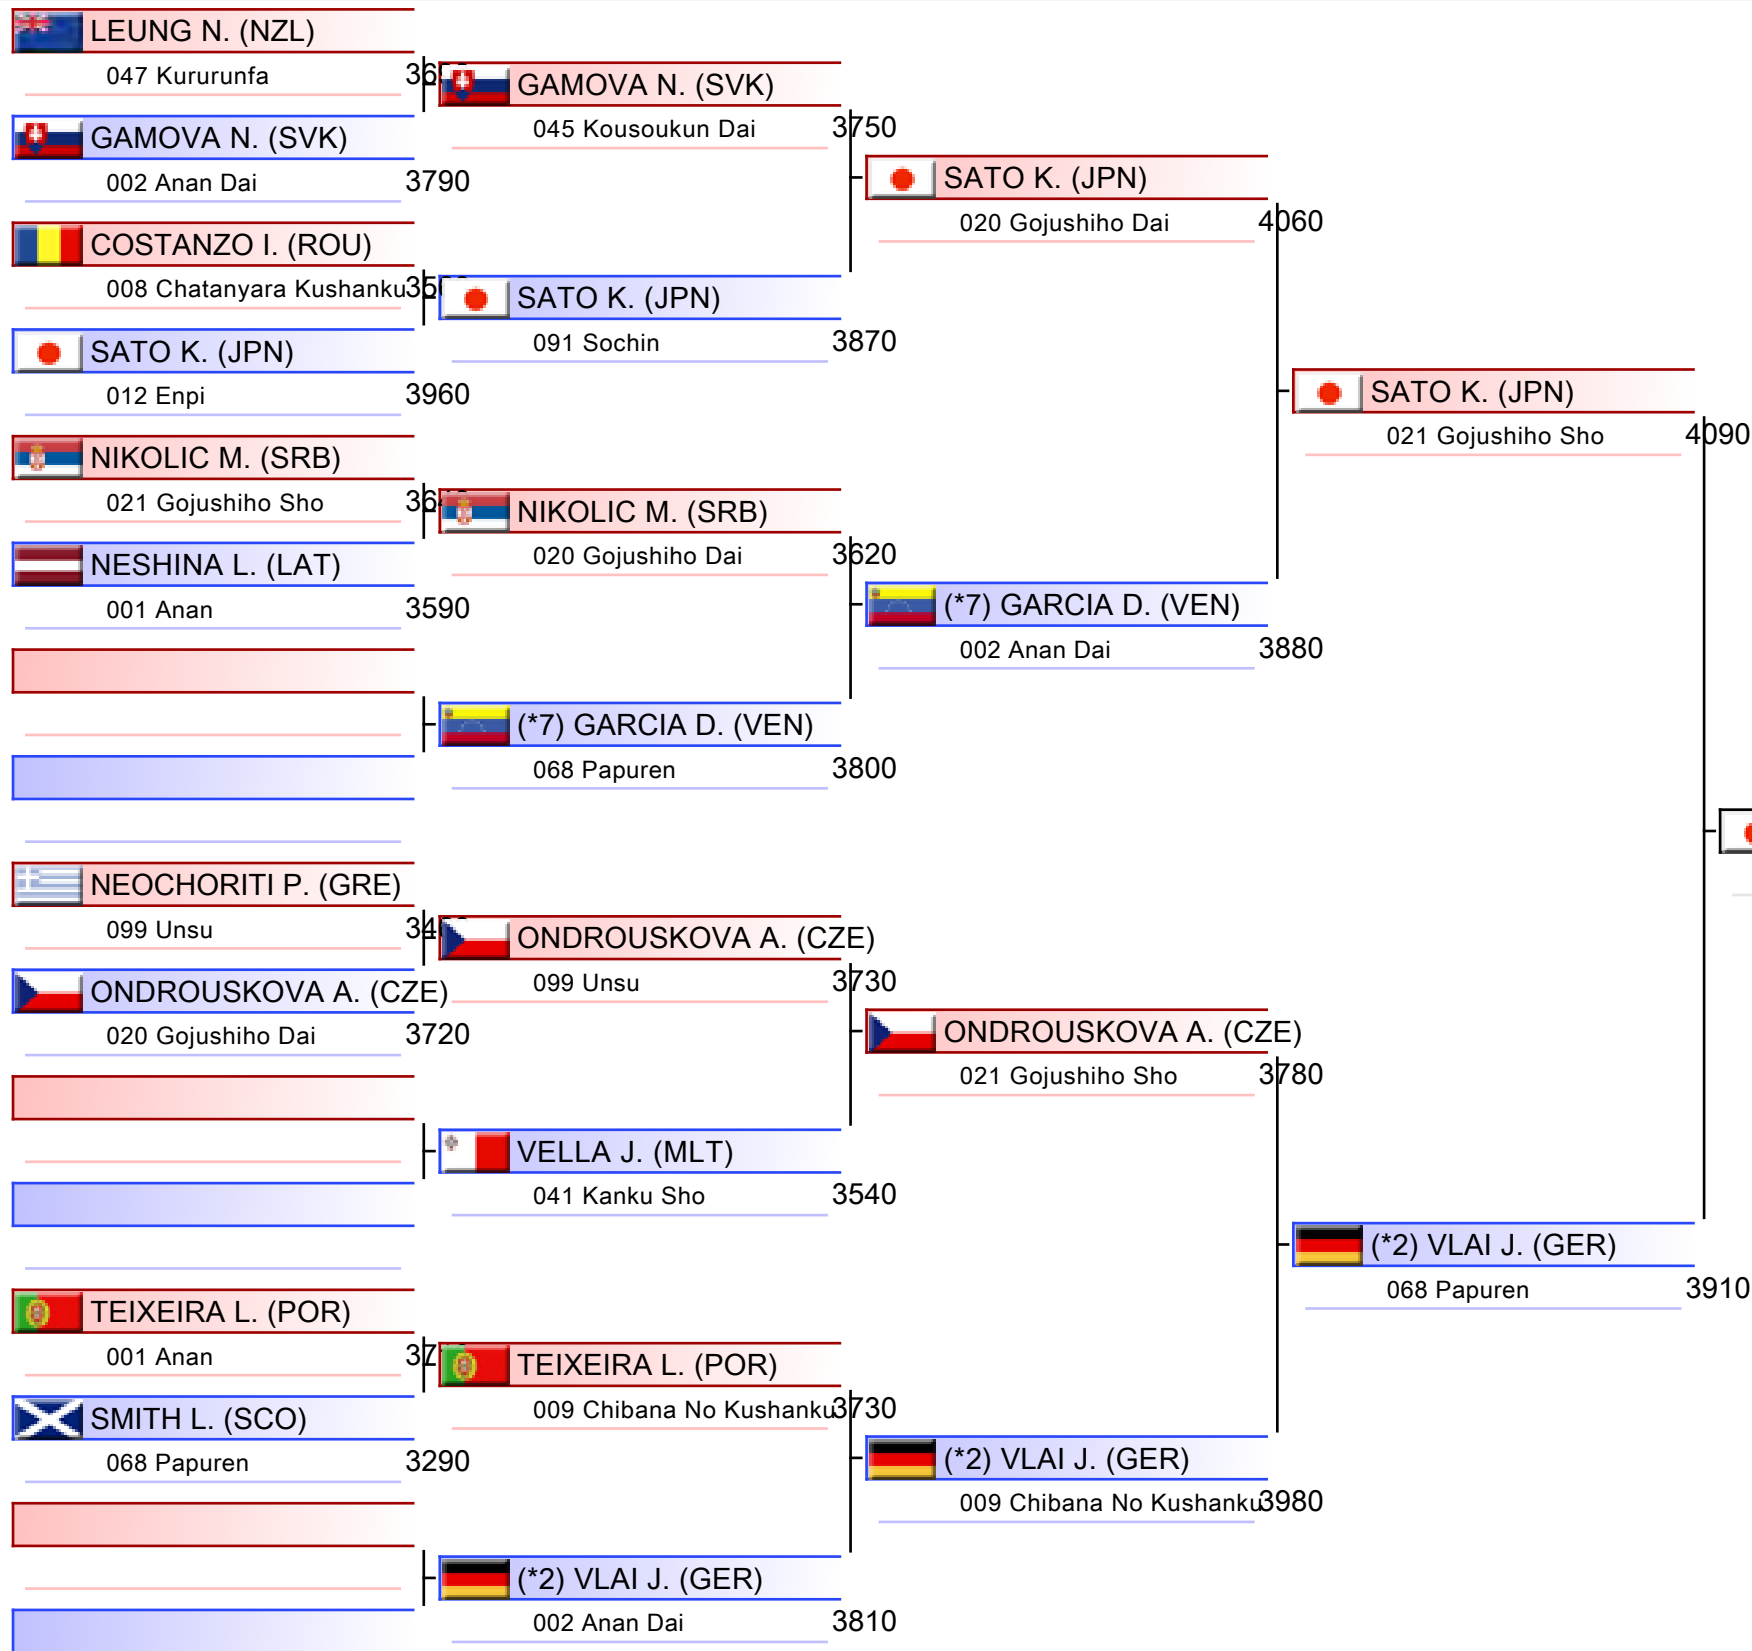 LEUNG N. (NZL)
047 Kururunfa
GAMOVA N. (SVK)
002 Anan Dai 3790
COSTANZO I. (ROU)
008 Chatanyara Kushanku
SATO K. (JPN)
012 Enpi 3960
NIKOLIC M. (SRB)
021 Gojushiho Sho
NESHINA L. (LAT)
001 Anan 3590
NEOCHORITI P. (GRE)
099 Unsu
ONDROUSKOVA A. (CZE)
020 Gojushiho Dai 3720
TEIXEIRA L. (POR)
001 Anan
SMITH L. (SCO)
068 Papuren 3290
GAMOVA N. (SVK)
045 Kousoukun Dai 3750
SATO K. (JPN)
091 Sochin 3870
NIKOLIC M. (SRB)
020 Gojushiho Dai 3620
(*7) GARCIA D. (VEN)
068 Papuren 3800
ONDROUSKOVA A. (CZE)
099 Unsu 3730
VELLA J. (MLT)
041 Kanku Sho 3540
TEIXEIRA L. (POR)
009 Chibana No Kushanku 3730
(*2) VLAI J. (GER)
002 Anan Dai 3810
SATO K. (JPN)
020 Gojushiho Dai 4060
(*7) GARCIA D. (VEN)
002 Anan Dai 3880
ONDROUSKOVA A. (CZE)
021 Gojushiho Sho 3780
(*2) VLAI J. (GER)
009 Chibana No Kushanku 3980
SATO K. (JPN)
021 Gojushiho Sho 4090
(*2) VLAI J. (GER)
068 Papuren 3910